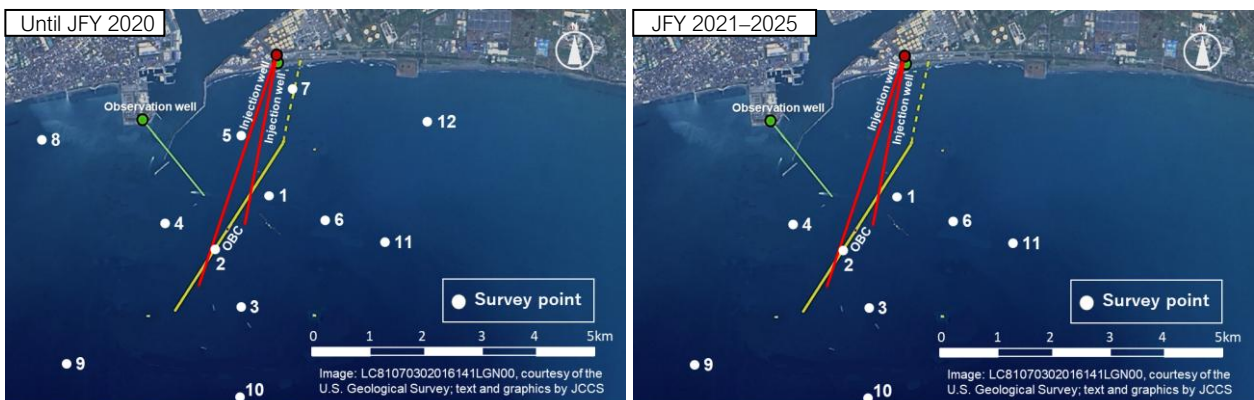 Until JFY 2020
N
Observation well
Injection well
Injection well
7
12
8
5
1
4
6
11
OBC
2
3
Survey point
0 1 2 3 4 5km
9
10
Image: LC81070302016141LGN00, courtesy of the
U.S. Geological Survey; text and graphics by JCCS
JFY 2021–2025
N
Observation well
Injection well
Injection well
1
4
6
11
OBC
2
3
Survey point
0 1 2 3 4 5km
9
10
Image: LC81070302016141LGN00, courtesy of the
U.S. Geological Survey; text and graphics by JCCS